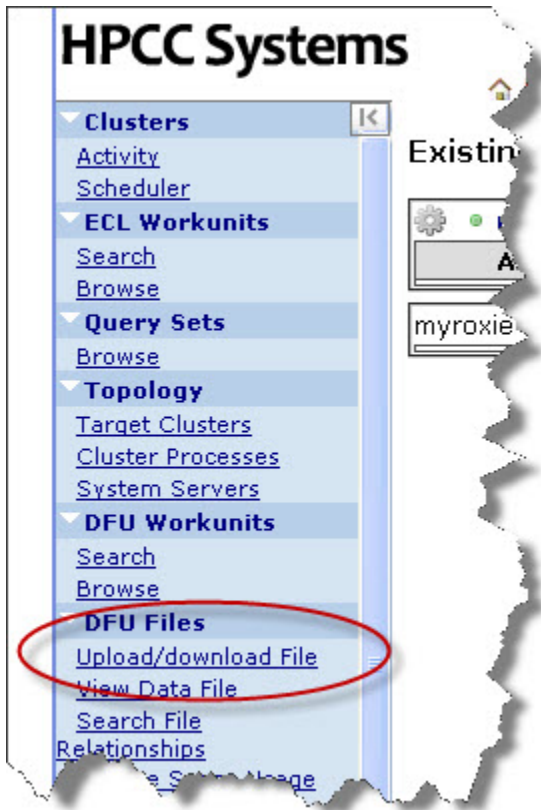 HPCC Systems
Clusters
Activity
Scheduler
ECL Workunits
Search
Browse
Query Sets
Browse
Topology
Target Clusters
Cluster Processes
System Servers
DFU Workunits
Search
Browse
DFU Files
Upload/download File
View Data File
Search File
Relationships
Usage
Existin
A
myroxie